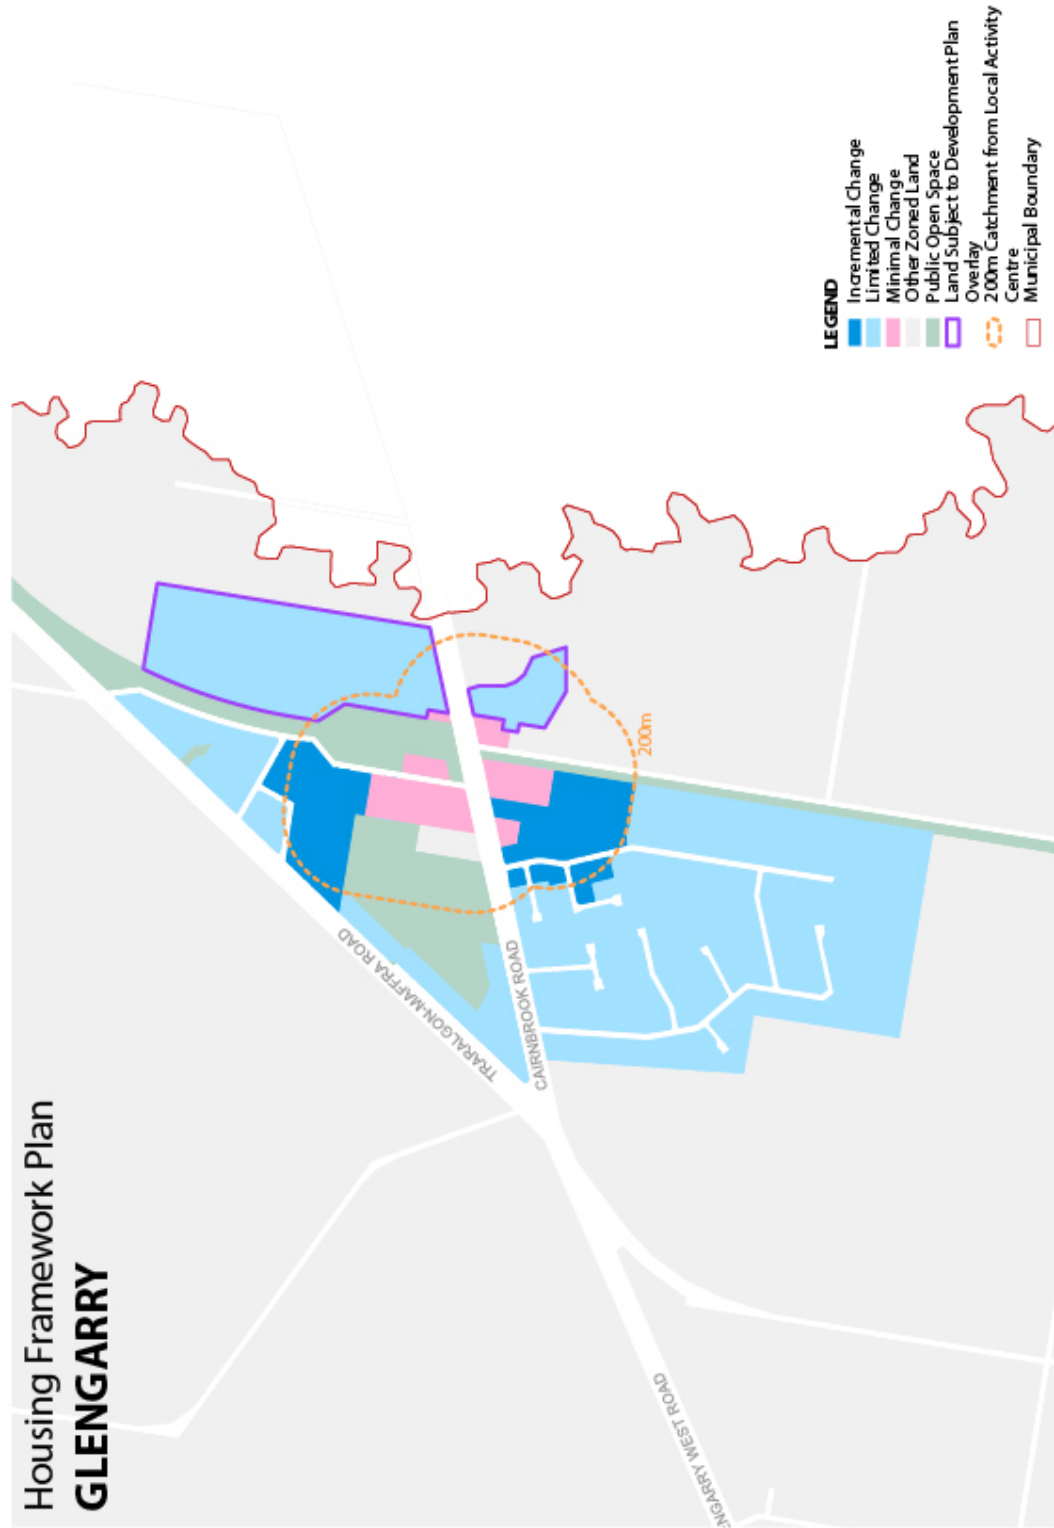 Housing Framework Plan
GLENGARRY
TRARALGON-MAFFRA ROAD
CAIRNBROOK ROAD
ENGARRY WEST ROAD
200m
LEGEND
Incremental Change
Limited Change
Minimal Change
Other Zoned Land
Public Open Space
Land Subject to Development Plan
Overlay
200m Catchment from Local Activity
Centre
Municipal Boundary